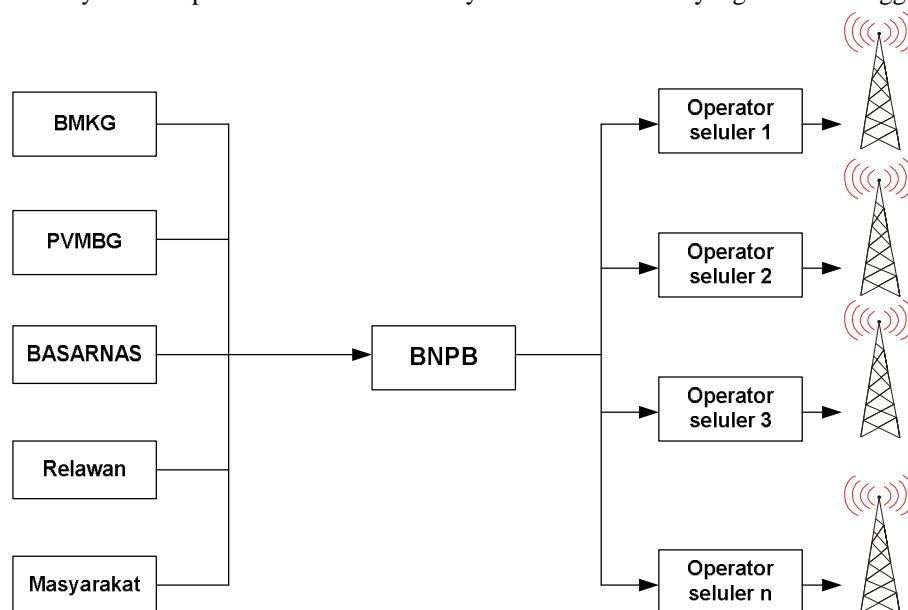 BMKG
PVMBG
BASARNAS
Relawan
Masyarakat
BNPB
Operator
seluler 1
Operator
seluler 2
Operator
seluler 3
Operator
seluler n